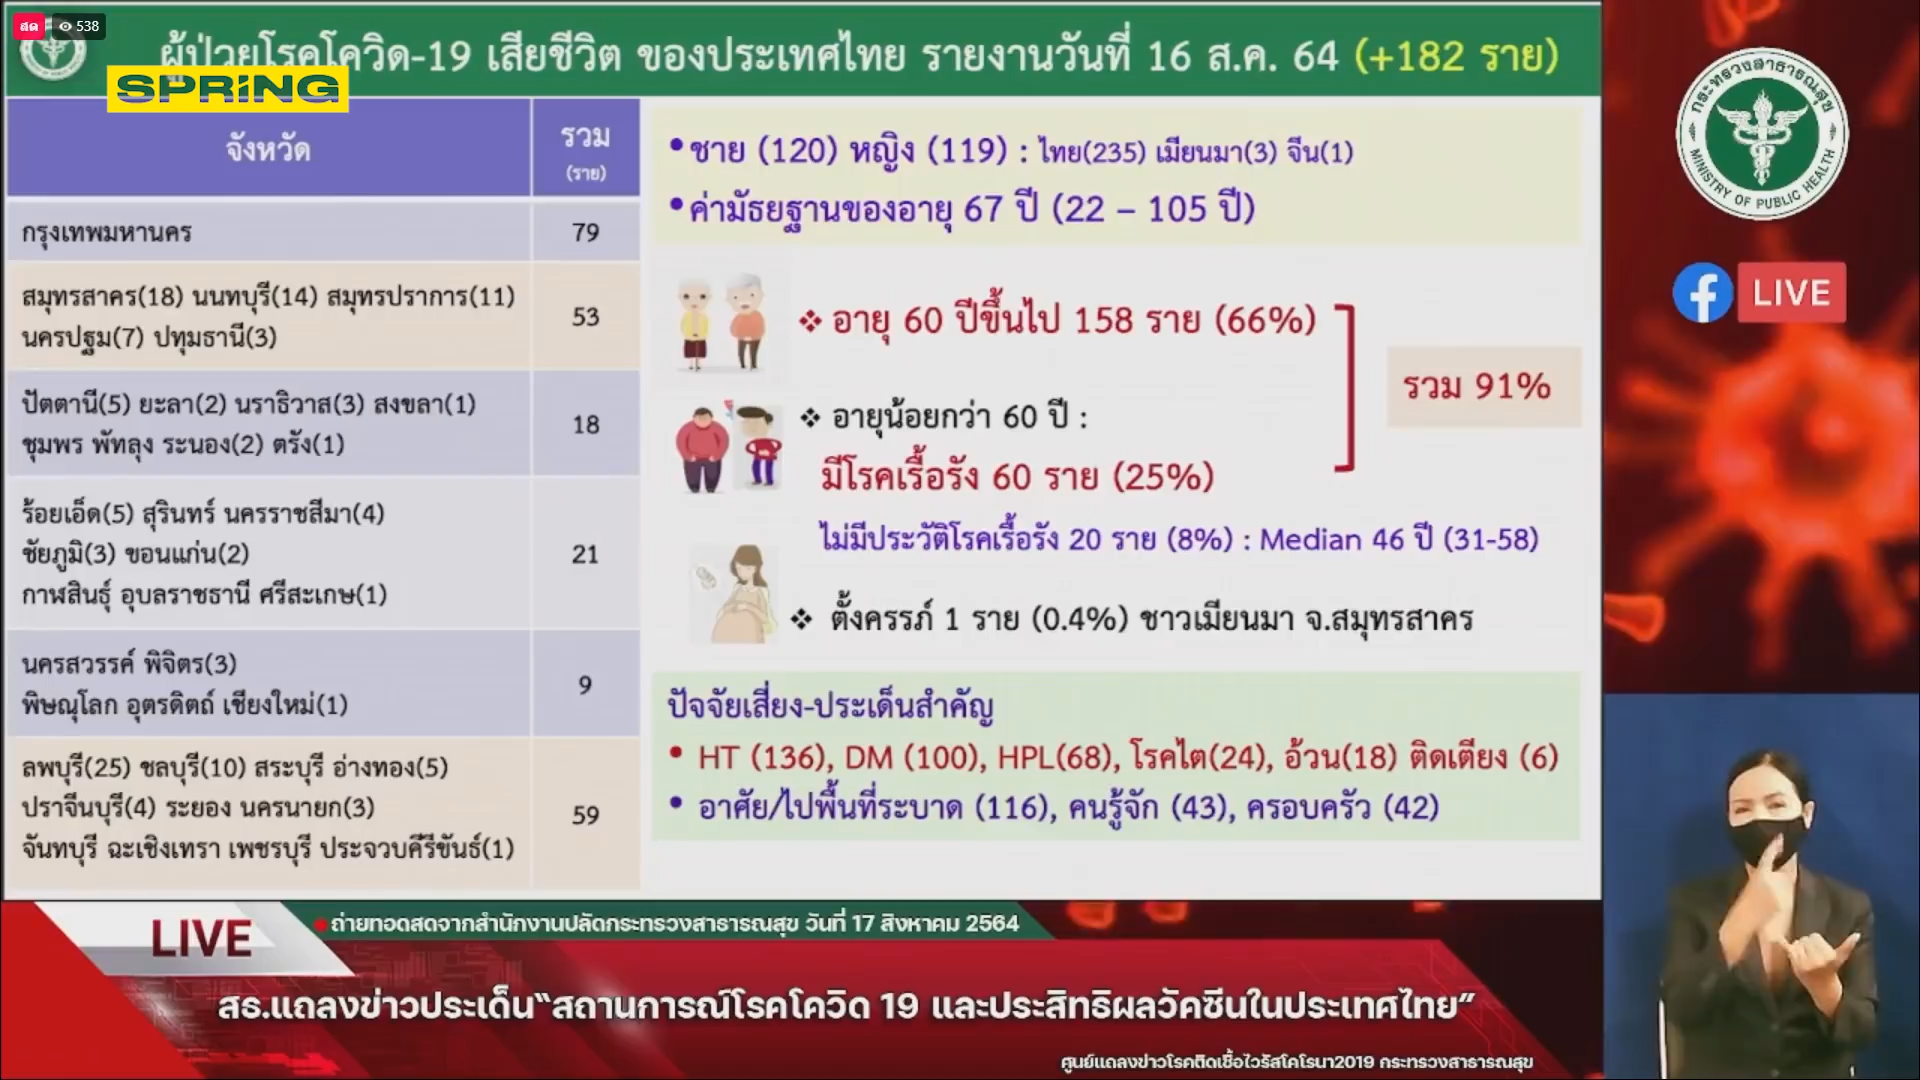 สด 538
ผู้ป่วยโรคโควิด-19 เสียชีวิต ของประเทศไทย รายงานวันที่ 16 ส.ค. 64 (+182 ราย)
SPRiNG
จังหวัด
รวม
(ราย)
กรุงเทพมหานคร
79
สมุทรสาคร(18) นนทบุรี(14) สมุทรปราการ(11)
นครปฐม(7) ปทุมธานี(3)
53
ปัตตานี(5) ยะลา(2) นราธิวาส(3) สงขลา(1)
ชุมพร พัทลุง ระนอง(2) ตรัง(1)
18
ร้อยเอ็ด(5) สุรินทร์ นครราชสีมา(4)
ชัยภูมิ(3) ขอนแก่น(2)
กาฬสินธุ์ อุบลราชธานี ศรีสะเกษ(1)
21
นครสวรรค์ พิจิตร(3)
พิษณุโลก อุตรดิตถ์ เชียงใหม่(1)
9
ลพบุรี(25) ชลบุรี(10) สระบุรี อ่างทอง(5)
ปราจีนบุรี(4) ระยอง นครนายก(3)
จันทบุรี ฉะเชิงเทรา เพชรบุรี ประจวบคีรีขันธ์(1)
59
•ชาย (120) หญิง (119) : ไทย(235) เมียนมา(3) จีน(1)
•ค่ามัธยฐานของอายุ 67 ปี (22 – 105 ปี)
❖ อายุ 60 ปีขึ้นไป 158 ราย (66%)
❖ อายุน้อยกว่า 60 ปี :
มีโรคเรื้อรัง 60 ราย (25%)
รวม 91%
ไม่มีประวัติโรคเรื้อรัง 20 ราย (8%) : Median 46 ปี (31-58)
❖ ตั้งครรภ์ 1 ราย (0.4%) ชาวเมียนมา จ.สมุทรสาคร
ปัจจัยเสี่ยง-ประเด็นสำคัญ
• HT (136), DM (100), HPL(68), โรคไต(24), อ้วน(18) ติดเตียง (6)
• อาศัย/ไปพื้นที่ระบาด (116), คนรู้จัก (43), ครอบครัว (42)
กระทรวงสาธารณสุข
MINISTRY OF PUBLIC HEALTH
LIVE
LIVE
ถ่ายทอดสดจากสำนักงานปลัดกระทรวงสาธารณสุข วันที่ 17 สิงหาคม 2564
สธ.แถลงข่าวประเด็น“สถานการณ์โรคโควิด 19 และประสิทธิผลวัคซีนในประเทศไทย”
ศูนย์แถลงข่าวโรคติดเชื้อไวรัสโคโรนา2019 กระทรวงสาธารณสุข